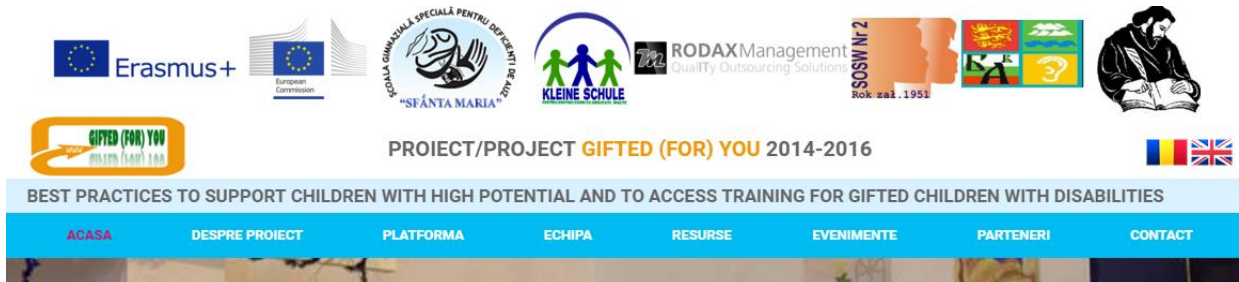 Erasmus+
European
Commission
ȘCOALA GIMNAZIALĂ SPECIALĂ PENTRU DEFICIENȚI DE AUZ
"SFÂNTA MARIA"
KLEINE SCHULE
RODAXManagement
QualITy Outsourcing Solutions
SOSW Nr 2
Rok zał.1951
GIFTED (FOR) YOU
PROIECT/PROJECT GIFTED (FOR) YOU 2014-2016
BEST PRACTICES TO SUPPORT CHILDREN WITH HIGH POTENTIAL AND TO ACCESS TRAINING FOR GIFTED CHILDREN WITH DISABILITIES
ACASA DESPRE PROIECT PLATFORMA ECHIPA RESURSE EVENIMENTE PARTENERI CONTACT